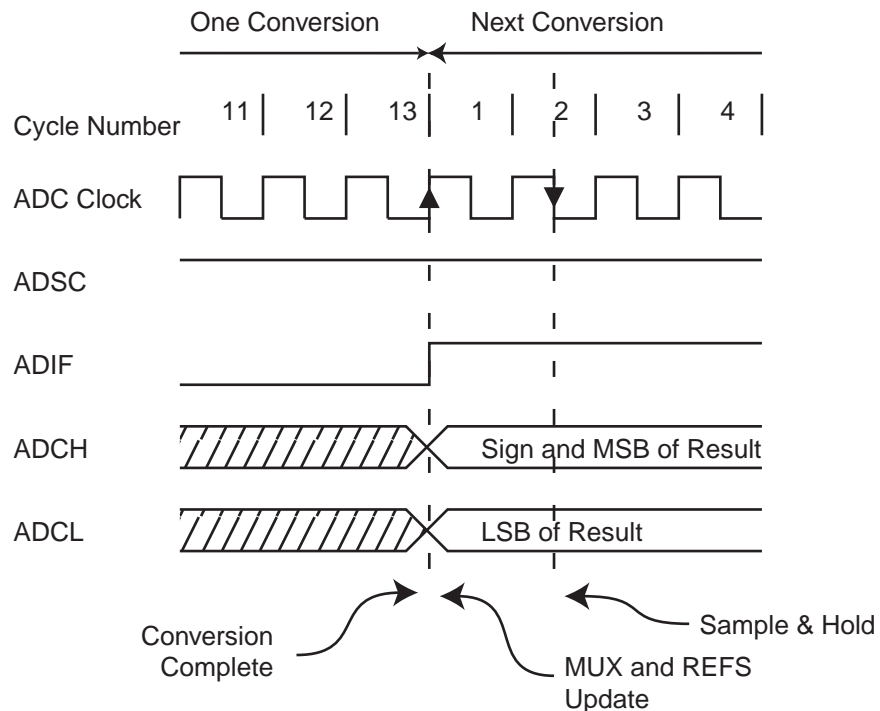 One Conversion
Next Conversion
Cycle Number
11
12
13
1
2
3
4
ADC Clock
ADSC
ADIF
ADCH
Sign and MSB of Result
ADCL
LSB of Result
Conversion
Complete
MUX and REFS
Update
Sample & Hold